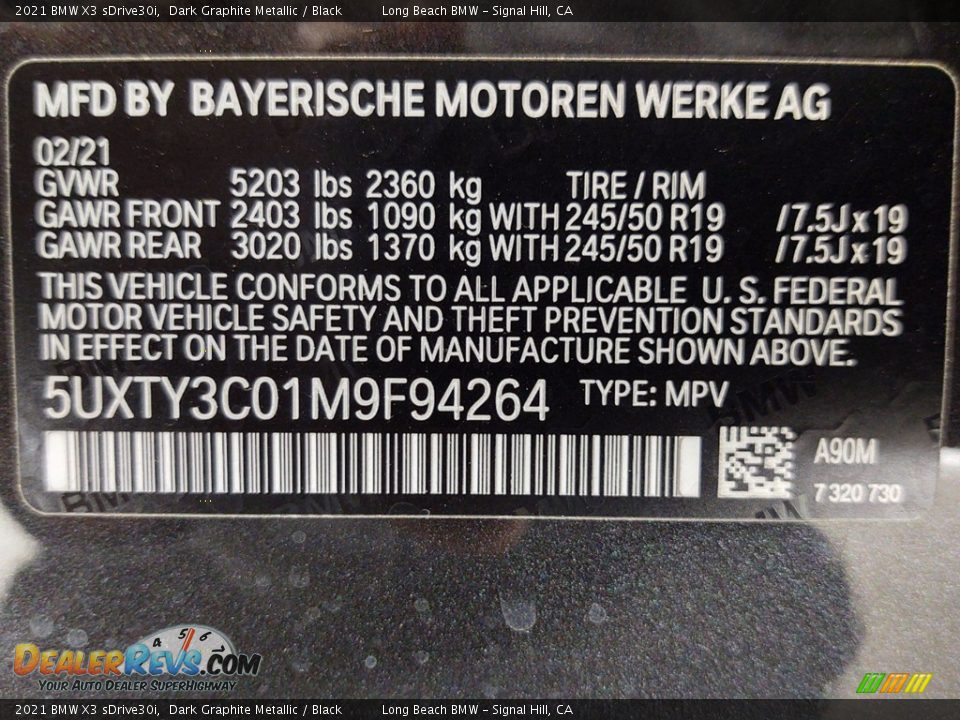 2021 BMW X3 sDrive30i, Dark Graphite Metallic / Black Long Beach BMW - Signal Hill, CA
MFD BY BAYERISCHE MOTOREN WERKE AG
02/21
GVWR 5203 lbs 2360 kg TIRE / RIM
GAWR FRONT 2403 lbs 1090 kg WITH 245/50 R19 /7.5J x 19
GAWR REAR 3020 lbs 1370 kg WITH 245/50 R19 /7.5J x 19
THIS VEHICLE CONFORMS TO ALL APPLICABLE U. S. FEDERAL
MOTOR VEHICLE SAFETY AND THEFT PREVENTION STANDARDS
IN EFFECT ON THE DATE OF MANUFACTURE SHOWN ABOVE.
5UXTY3C01M9F94264 TYPE: MPV
BMW
A90M
BMW
7 320 730
4 5 6
DEALERREVS.COM
YOUR AUTO DEALER SUPERHIGHWAY
2021 BMW X3 sDrive30i, Dark Graphite Metallic / Black Long Beach BMW - Signal Hill, CA